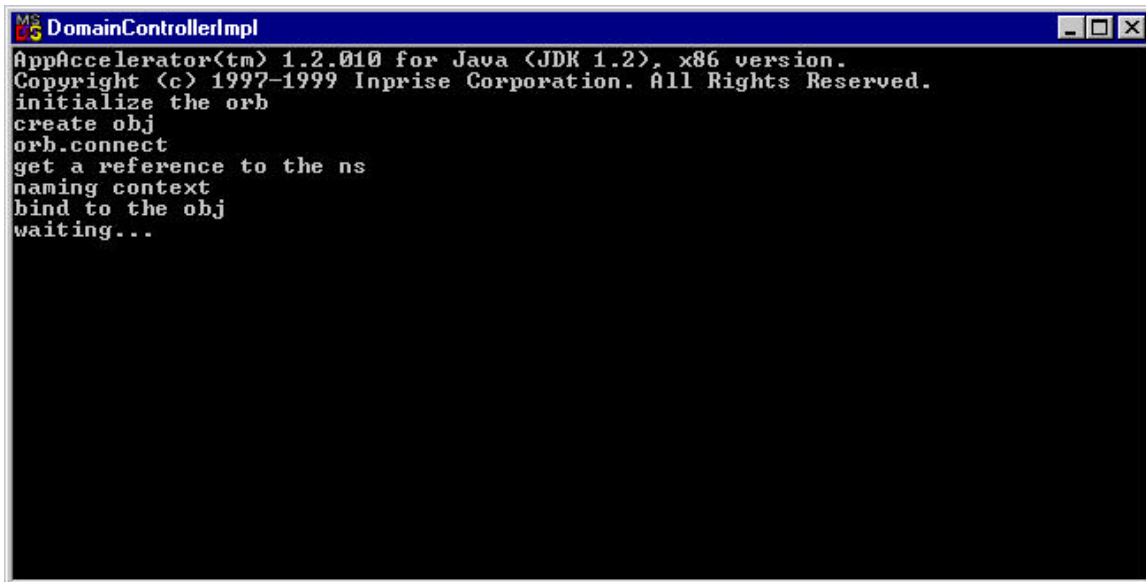 MS DOS DomainControllerImpl
AppAccelerator(tm) 1.2.010 for Java (JDK 1.2), x86 version.
Copyright (c) 1997-1999 Inprise Corporation. All Rights Reserved.
initialize the orb
create obj
orb.connect
get a reference to the ns
naming context
bind to the obj
waiting...